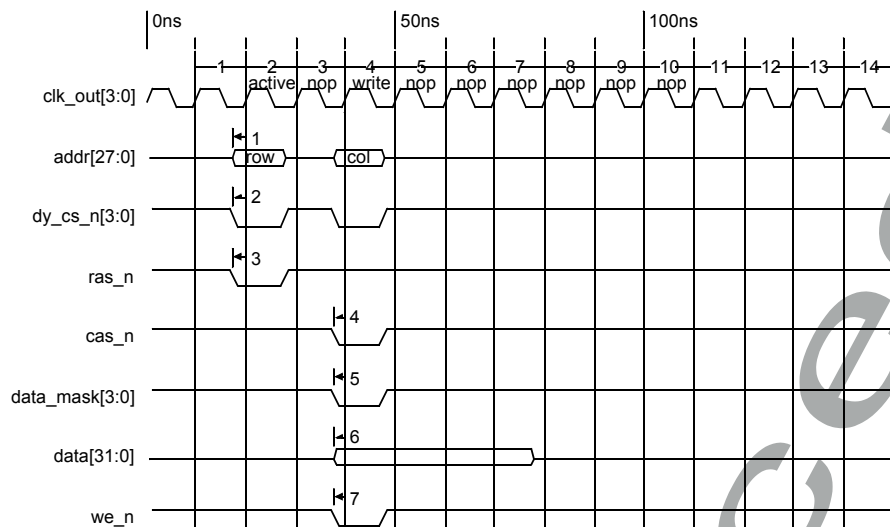 0ns 50ns 100ns
1 2 3 4 5 6 7 8 9 10 11 12 13 14
active nop write nop nop nop nop nop nop
clk_out[3:0]
1
addr[27:0] row col
2
dy_cs_n[3:0]
3
ras_n
4
cas_n
5
data_mask[3:0]
6
data[31:0]
7
we_n